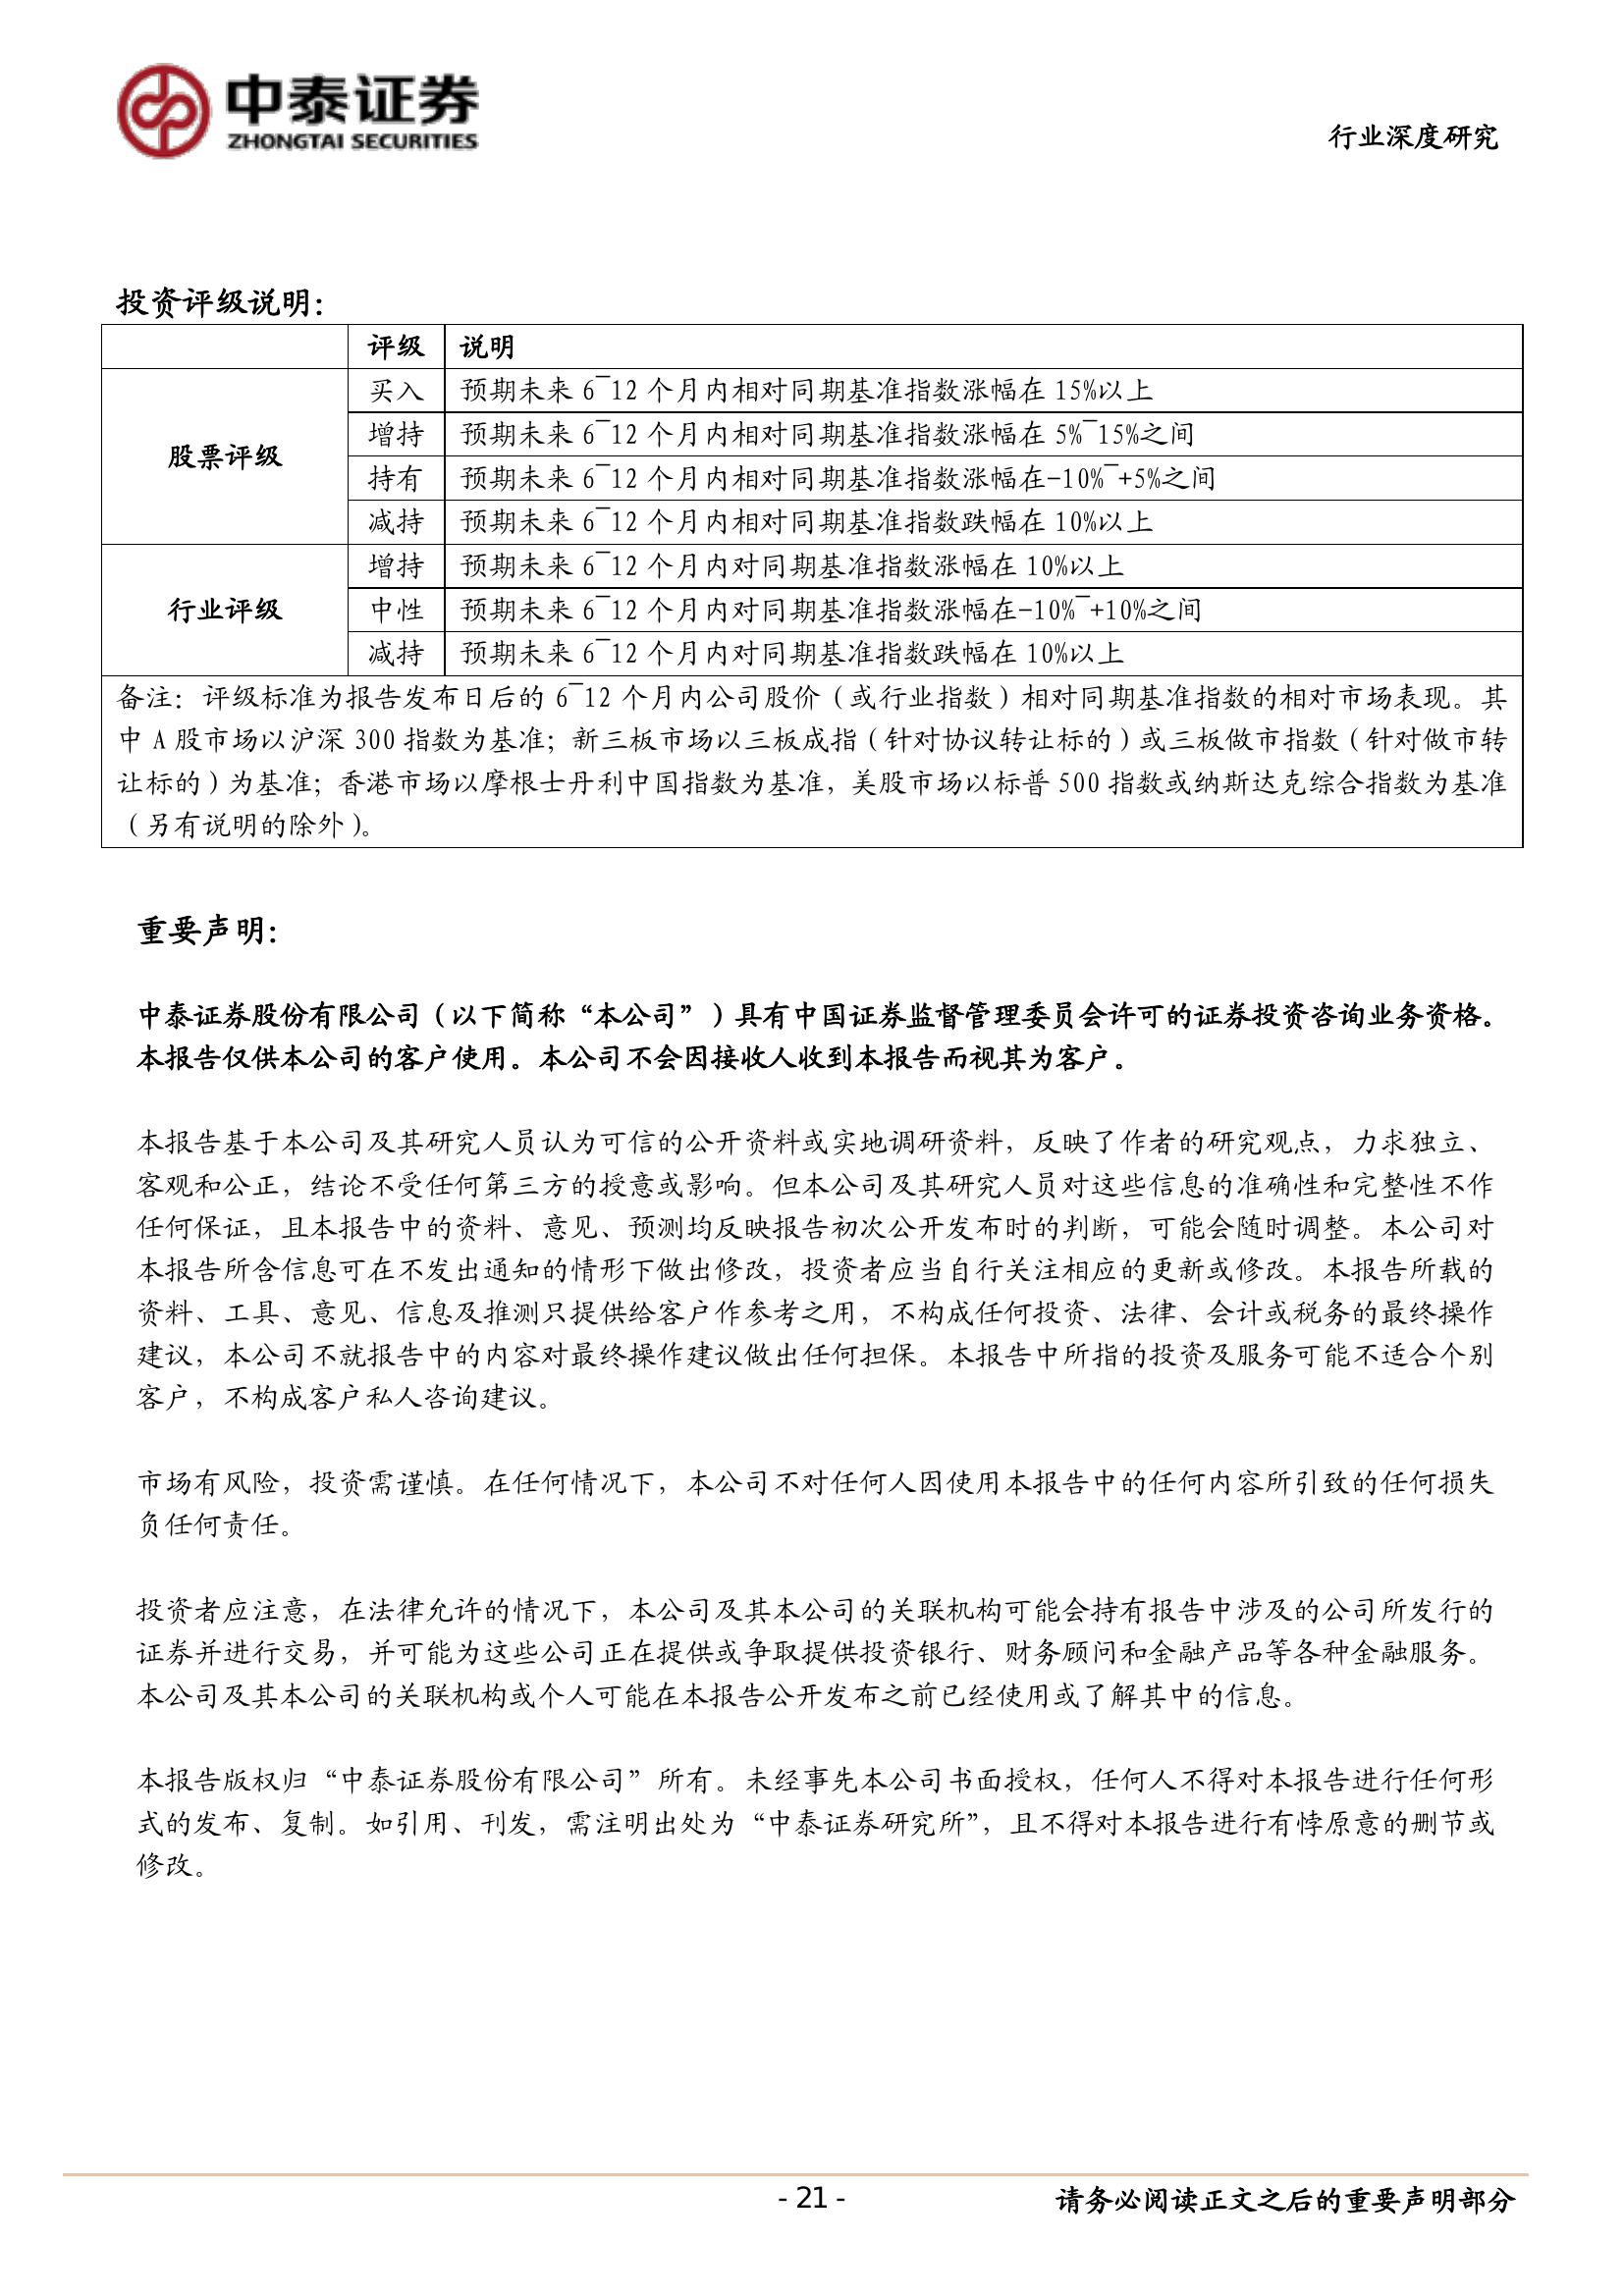 中泰证券
ZHONGTAI SECURITIES
行业深度研究
投资评级说明：
评级 说明
股票评级
买入 预期未来 6~12 个月内相对同期基准指数涨幅在 15%以上
增持 预期未来 6~12 个月内相对同期基准指数涨幅在 5%~15%之间
持有 预期未来 6~12 个月内相对同期基准指数涨幅在-10%~+5%之间
减持 预期未来 6~12 个月内相对同期基准指数跌幅在 10%以上
行业评级
增持 预期未来 6~12 个月内对同期基准指数涨幅在 10%以上
中性 预期未来 6~12 个月内对同期基准指数涨幅在-10%~+10%之间
减持 预期未来 6~12 个月内对同期基准指数跌幅在 10%以上
备注：评级标准为报告发布日后的 6~12 个月内公司股价（或行业指数）相对同期基准指数的相对市场表现。其
中 A 股市场以沪深 300 指数为基准；新三板市场以三板成指（针对协议转让标的）或三板做市指数（针对做市转
让标的）为基准；香港市场以摩根士丹利中国指数为基准，美股市场以标普 500 指数或纳斯达克综合指数为基准
（另有说明的除外）。
重要声明：
中泰证券股份有限公司（以下简称“本公司”）具有中国证券监督管理委员会许可的证券投资咨询业务资格。
本报告仅供本公司的客户使用。本公司不会因接收人收到本报告而视其为客户。
本报告基于本公司及其研究人员认为可信的公开资料或实地调研资料，反映了作者的研究观点，力求独立、
客观和公正，结论不受任何第三方的授意或影响。但本公司及其研究人员对这些信息的准确性和完整性不作
任何保证，且本报告中的资料、意见、预测均反映报告初次公开发布时的判断，可能会随时调整。本公司对
本报告所含信息可在不发出通知的情形下做出修改，投资者应当自行关注相应的更新或修改。本报告所载的
资料、工具、意见、信息及推测只提供给客户作参考之用，不构成任何投资、法律、会计或税务的最终操作
建议，本公司不就报告中的内容对最终操作建议做出任何担保。本报告中所指的投资及服务可能不适合个别
客户，不构成客户私人咨询建议。
市场有风险，投资需谨慎。在任何情况下，本公司不对任何人因使用本报告中的任何内容所引致的任何损失
负任何责任。
投资者应注意，在法律允许的情况下，本公司及其本公司的关联机构可能会持有报告中涉及的公司所发行的
证券并进行交易，并可能为这些公司正在提供或争取提供投资银行、财务顾问和金融产品等各种金融服务。
本公司及其本公司的关联机构或个人可能在本报告公开发布之前已经使用或了解其中的信息。
本报告版权归“中泰证券股份有限公司”所有。未经事先本公司书面授权，任何人不得对本报告进行任何形
式的发布、复制。如引用、刊发，需注明出处为“中泰证券研究所”，且不得对本报告进行有悖原意的删节或
修改。
- 21 -
请务必阅读正文之后的重要声明部分